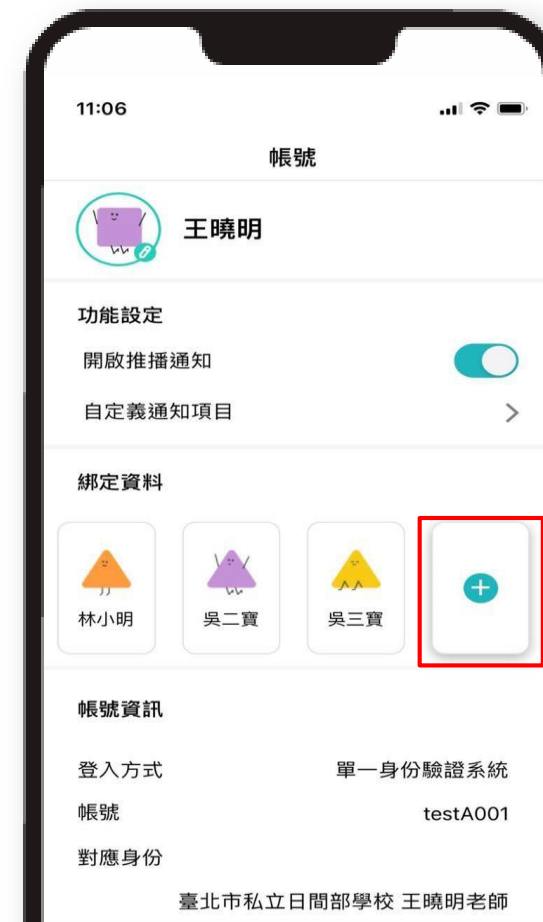 11:06
帳號
王曉明
功能設定
開啟推播通知
自定義通知項目
綁定資料
林小明 吳二寶 吳三寶
帳號資訊
登入方式 單一身份驗證系統
帳號 testA001
對應身份
臺北市私立日間部學校 王曉明老師